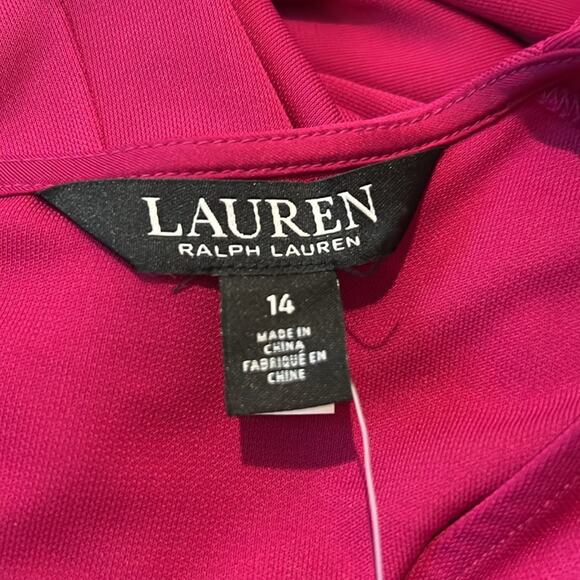 LAUREN
RALPH LAUREN
14
MADE IN
CHINA
FABRIQUÉ EN
CHINE